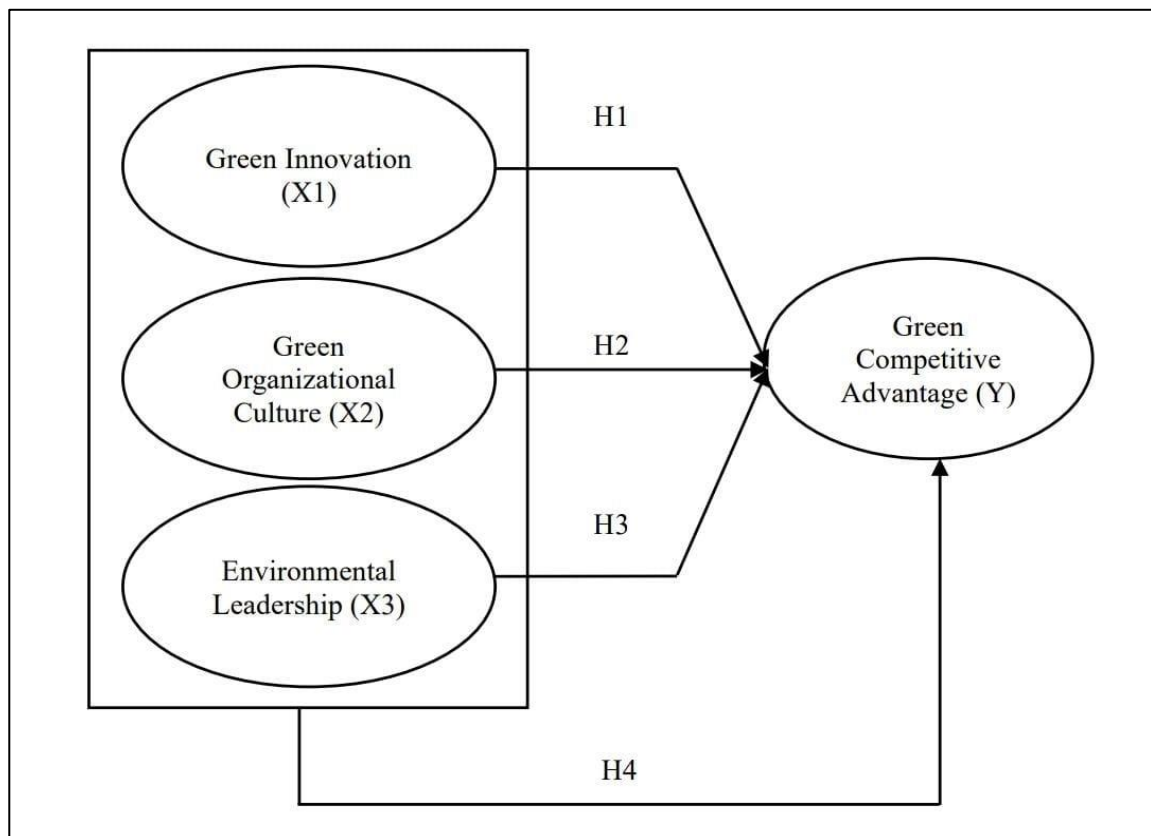 H1
Green Innovation
(X1)
H2
Green
Organizational
Culture (X2)
Green
Competitive
Advantage (Y)
H3
Environmental
Leadership (X3)
H4